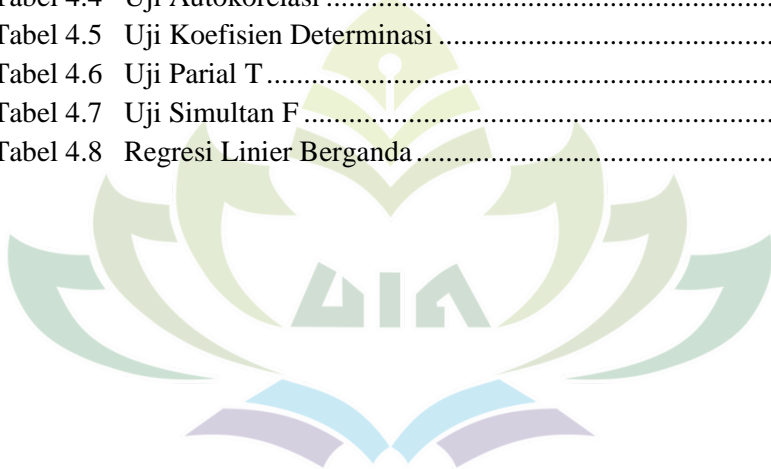 Tabel 4.4 Uji Autokorelasi ............................................................
Tabel 4.5 Uji Koefisien Determinasi .............................................
Tabel 4.6 Uji Parial T ....................................................................
Tabel 4.7 Uji Simultan F ...............................................................
Tabel 4.8 Regresi Linier Berganda ................................................
UIN